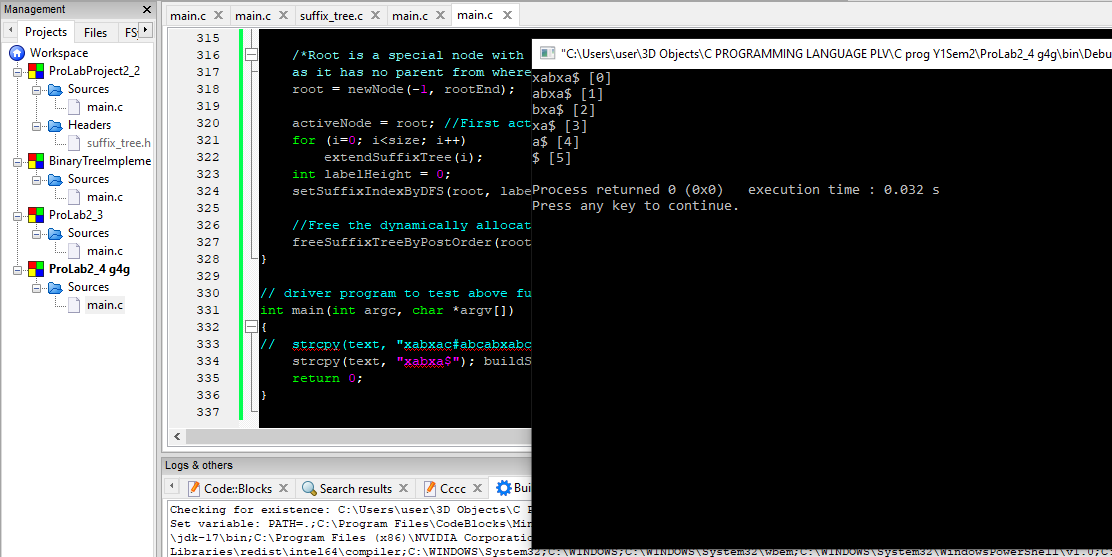 Management
Projects Files FS
Workspace
ProLabProject2_2
Sources
main.c
Headers
suffix_tree.h
BinaryTreeImpleme
Sources
main.c
ProLab2_3
Sources
main.c
ProLab2_4 g4g
Sources
main.c
main.c main.c suffix_tree.c main.c main.c
315
316 /*Root is a special node with
317 as it has no parent from where
318 root = newNode(-1, rootEnd);
319
320 activeNode = root; //First act
321 for (i=0; i<size; i++)
322 extendSuffixTree(i);
323 int labelHeight = 0;
324 setSuffixIndexByDFS(root, labe
325
326 //Free the dynamically allocat
327 freeSuffixTreeByPostOrder(root
328 }
329
330 // driver program to test above fu
331 int main(int argc, char *argv[])
332 {
333 // strcpy(text, "xabxac#abcabxabc
334 strcpy(text, "xabxa$"); buildS
335 return 0;
336 }
337
"C:\Users\user\3D Objects\C PROGRAMMING LANGUAGE PLV\C prog Y1Sem2\ProLab2_4 g4g\bin\Debu
xabxa$ [0]
abxa$ [1]
bxa$ [2]
xa$ [3]
a$ [4]
$ [5]
Process returned 0 (0x0) execution time : 0.032 s
Press any key to continue.
Logs & others
Code::Blocks Search results Cccc Bui
Checking for existence: C:\Users\user\3D Objects\C P
Set variable: PATH=.;C:\Program Files\CodeBlocks\Min
\jdk-17\bin;C:\Program Files (x86)\NVIDIA Corporatio
Libraries\redist\intel64\compiler;C:\WINDOWS\System32;C:\WINDOWS;C:\WINDOWS\System32\wbem;C:\WINDOWS\System32\WindowsPowerShell\v1.0;C